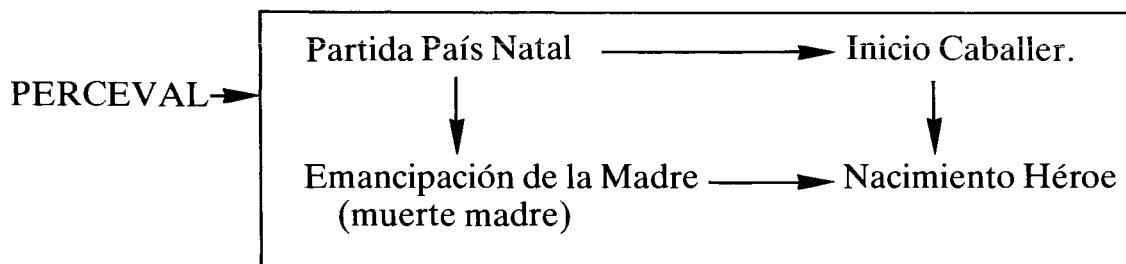 Partida País Natal Inicio Caballer.
PERCEVAL
Emancipación de la Madre Nacimiento Héroe
(muerte madre)